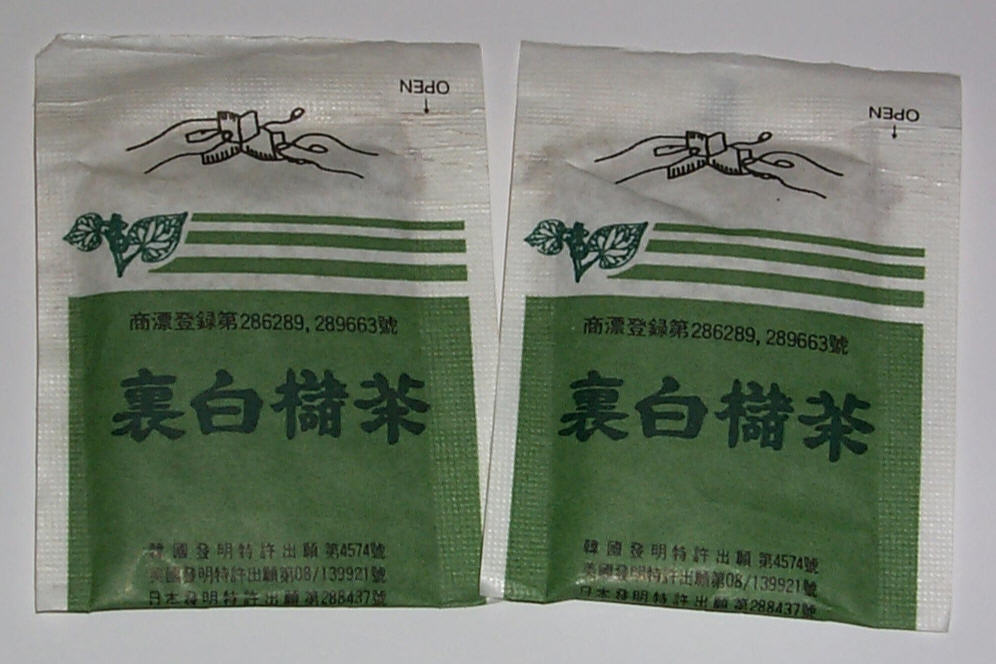 OPEN
商漂登録第286289, 289663號
裏白櫧茶
韓國發明特許出願 第4574號
美國發明特許出願第08/139921號
日本發明特許出願第288437號
OPEN
商漂登録第286289, 289663號
裏白櫧茶
韓國發明特許出願 第4574號
美國發明特許出願第08/139921號
日本發明特許出願第288437號